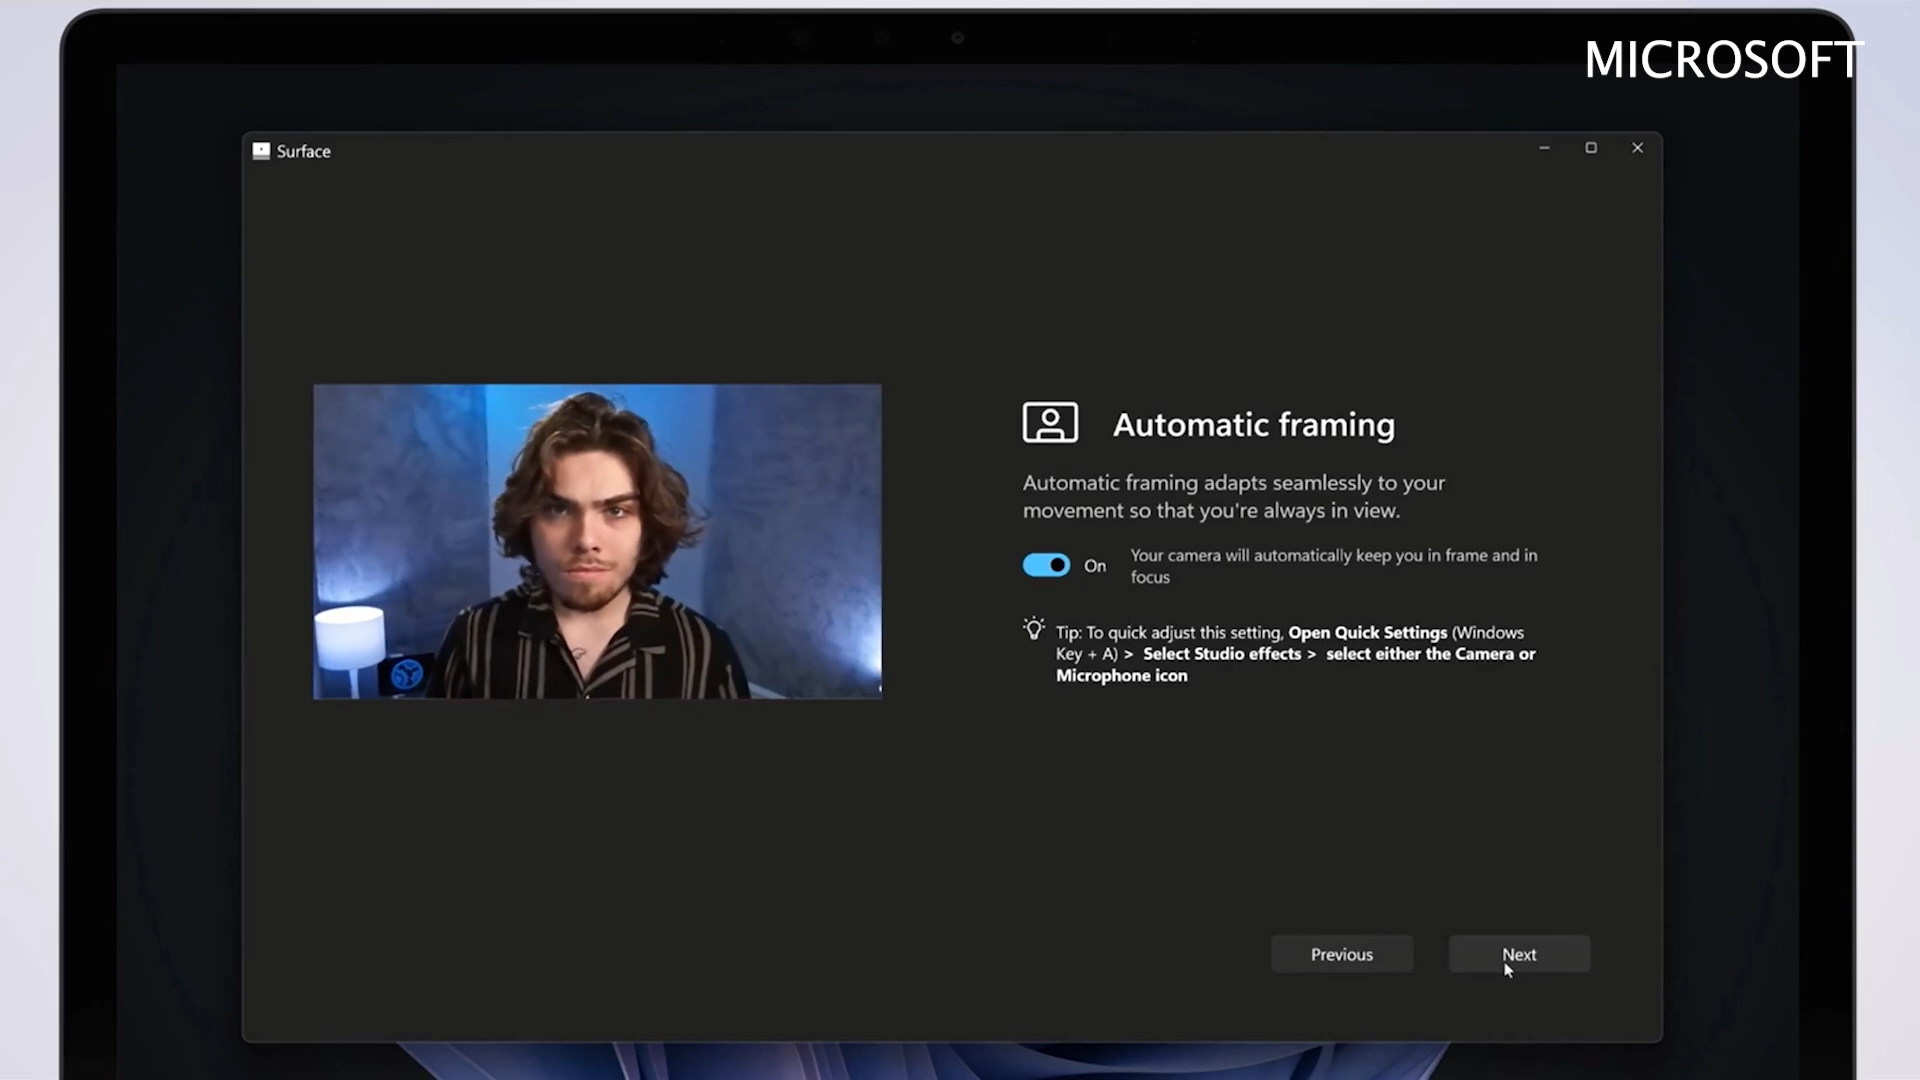 MICROSOFT
Surface
Automatic framing
Automatic framing adapts seamlessly to your
movement so that you're always in view.
On
Your camera will automatically keep you in frame and in
focus
Tip: To quick adjust this setting, Open Quick Settings (Windows
Key + A) > Select Studio effects > select either the Camera or
Microphone icon
Previous
Next